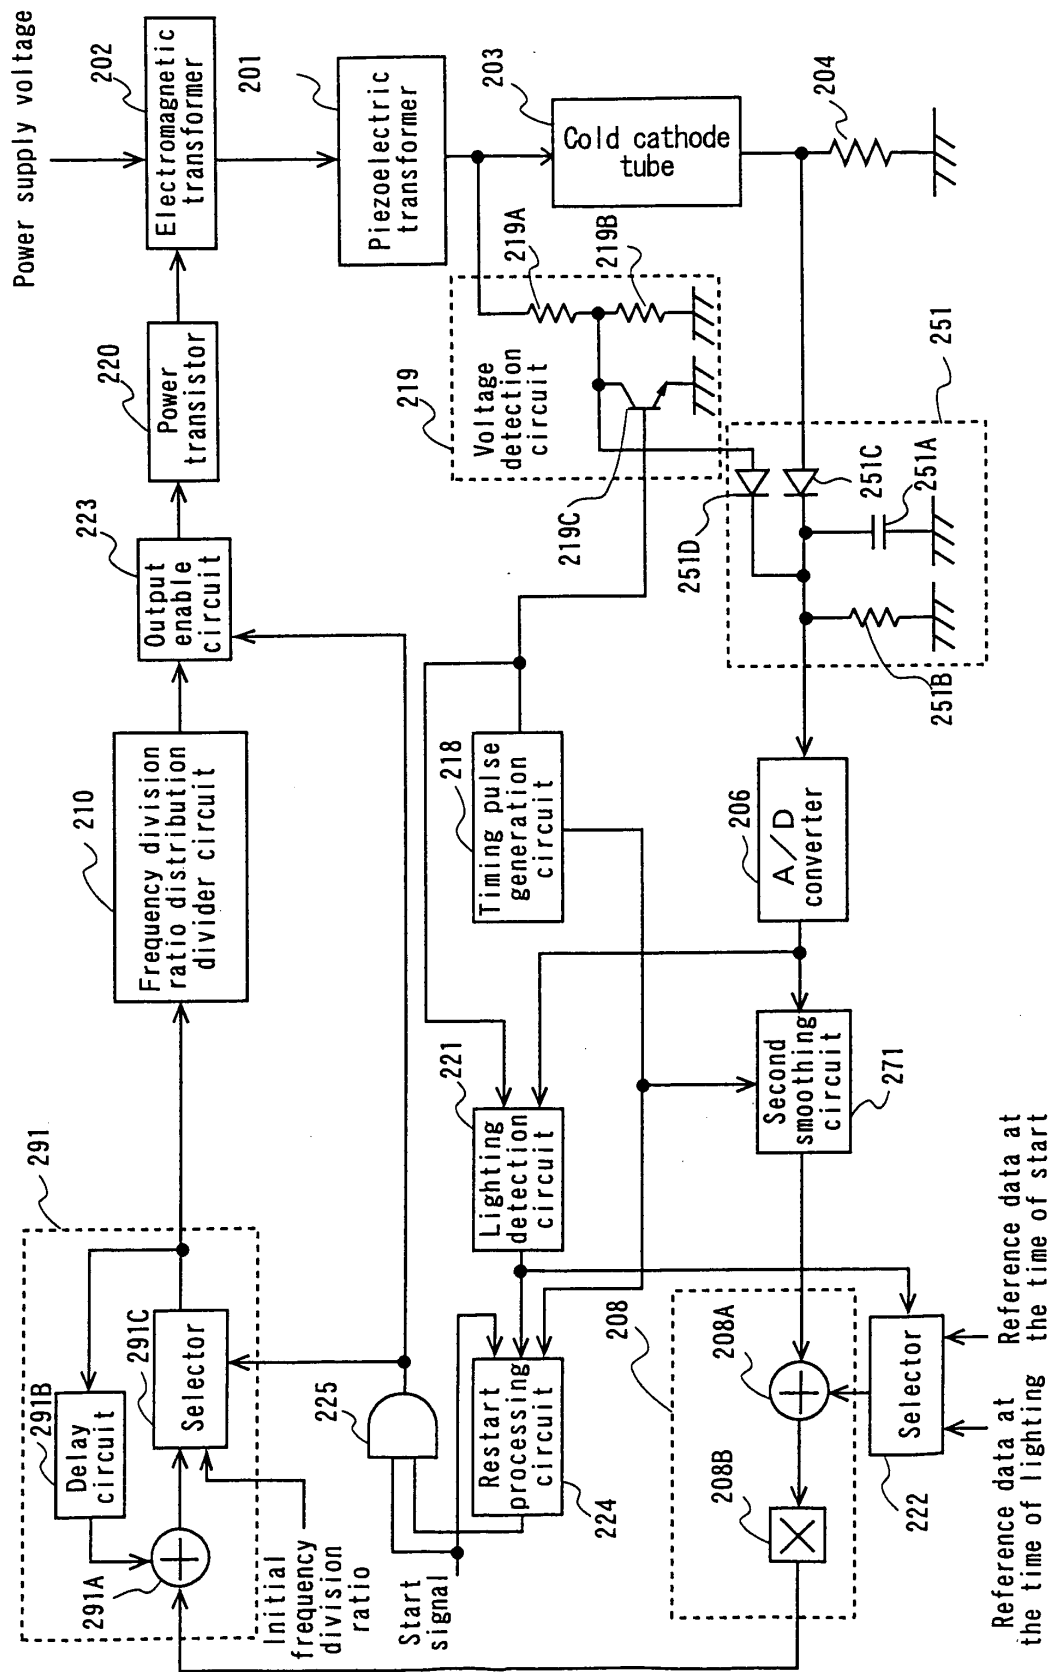 291
291B
Delay
circuit
291C
Selector
291A
Initial
frequency
division
ratio
Start
signal
210
Frequency division
ratio distribution
divider circuit
223
Output
enable
circuit
220
Power
transistor
Power supply voltage
202
Electromagnetic
transformer
201
Piezoelectric
transformer
203
Cold cathode
tube
204
219
Voltage
detection
circuit
219A
219B
219C
225
Restart
processing
circuit
224
221
Lighting
detection
circuit
218
Timing pulse
generation
circuit
251
251D
251C
251A
251B
206
A/D
converter
Second
smoothing
circuit
271
208
208A
208B
Selector
222
Reference data at
the time of lighting
Reference data at
the time of start